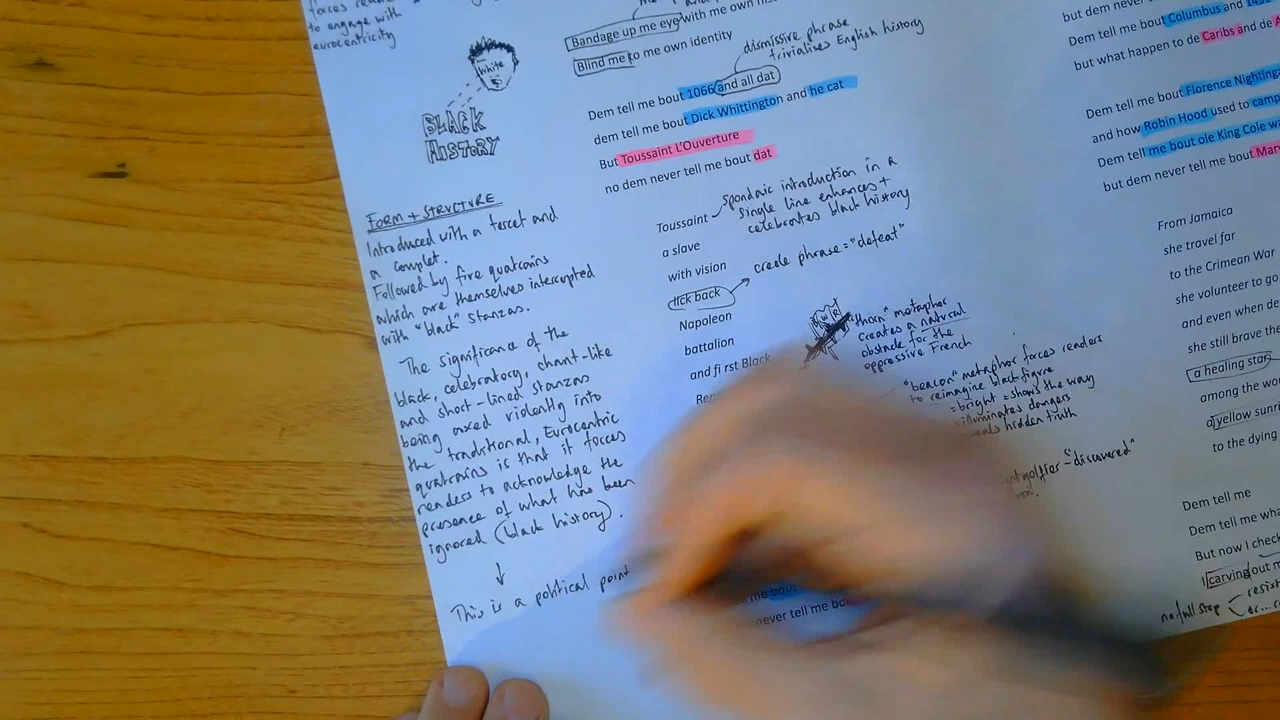 to engage with
eurocentricity
White
BLACK
HISTORY
FORM + STRUCTURE
Introduced with a tercet and
a couplet.
Followed by five quatrains
which are themselves interrupted
with "black" stanzas.
The significance of the
black, celebratory, chant-like
and short-lined stanzas
being axed violently into
the traditional, Eurocentric
quatrains is that it forces
readers to acknowledge the
presence of what has been
ignored (black history).
This is a political point
Bandage up me eye with me own
Blind me to me own identity
dismissive phrase
trivialises English history
Dem tell me bout 1066 and all dat
dem tell me bout Dick Whittington and he cat
But Toussaint L'Ouverture
no dem never tell me bout dat
Toussaint
a slave
with vision
lick back
Napoleon
battalion
and fi rst Black
spondaic introduction in a
single line enhances +
celebrates black history
creole phrase = "defeat"
"thorn" metaphor
creates a natural
obstacle for the
oppressive French
"beacon" metaphor forces readers
to reimagine black figure
=bright =shows the way
=illuminates dangers
reveals hidden truth
"discovered"
me bout
never tell me
but dem never
Dem tell me bout Columbus and 1492
but what happen to de Caribs and de
Dem tell me bout Florence
and how Robin Hood used to
Dem tell me bout ole King Cole
but dem never tell me bout
From Jamaica
she travel far
to the Crimean War
she volunteer to go
and even when de
she still brave the
a healing star
among the
a yellow
to the dying
Dem tell me
Dem tell me
But now I
I carving out
no full stop
or...